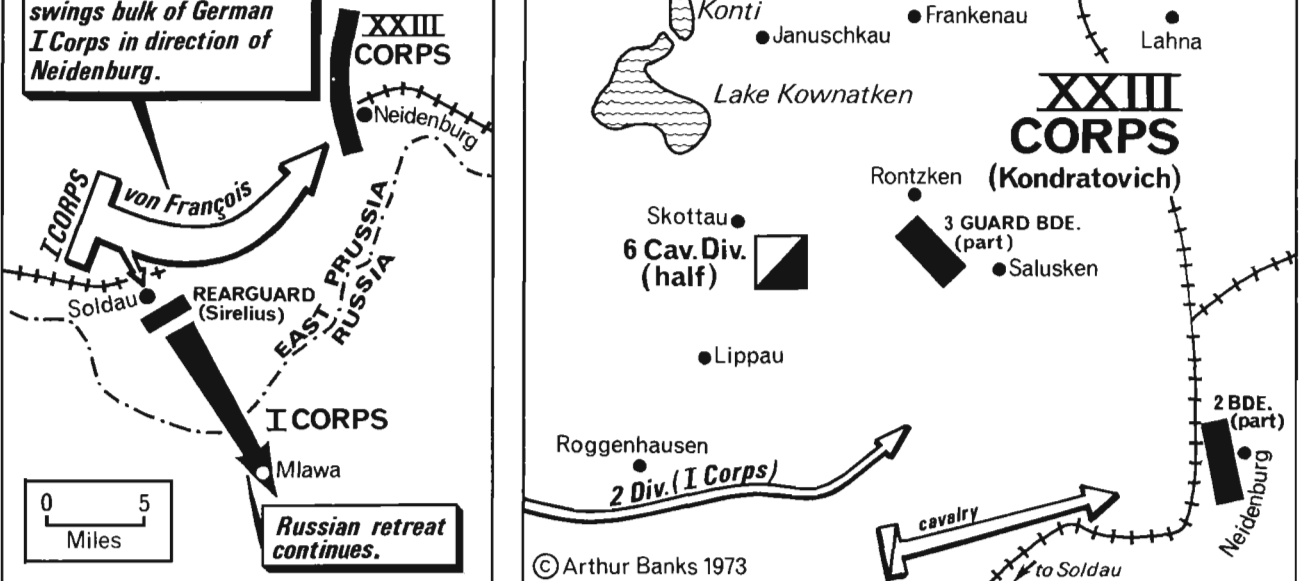 swings bulk of German
I Corps in direction of
Neidenburg.
XXIII
CORPS
Neidenburg
I CORPS
von François
EAST PRUSSIA
RUSSIA
Soldau
REARGUARD
(Sirelius)
I CORPS
Mlawa
0 5
Miles
Russian retreat
continues.
Konti
Januschkau
Frankenau
Lahna
Lake Kownatken
XXIII
CORPS
(Kondratovich)
Rontzken
Skottau
6 Cav. Div.
(half)
3 GUARD BDE.
(part)
Salusken
Lippau
2 BDE.
(part)
Neidenburg
Roggenhausen
2 Div. (I Corps)
cavalry
to Soldau
© Arthur Banks 1973